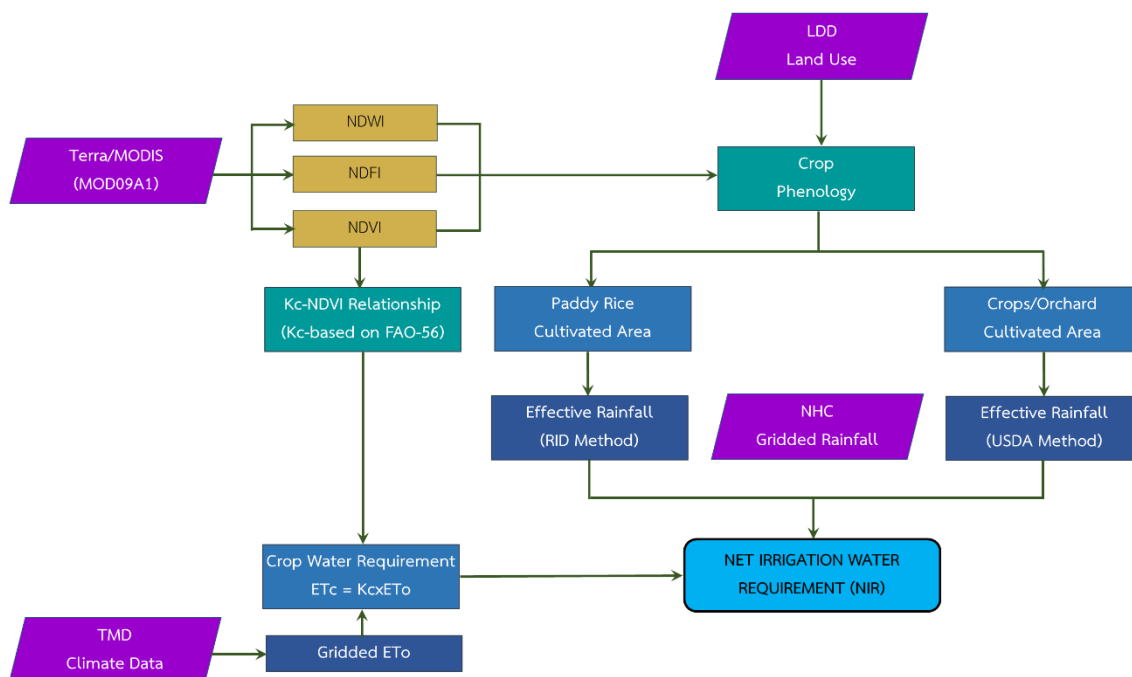 LDD
Land Use
NDWI
Terra/MODIS
(MOD09A1)
NDFI
Crop
Phenology
NDVI
Kc-NDVI Relationship
(Kc-based on FAO-56)
Paddy Rice
Cultivated Area
Crops/Orchard
Cultivated Area
Effective Rainfall
(RID Method)
NHC
Gridded Rainfall
Effective Rainfall
(USDA Method)
Crop Water Requirement
ETc = KcxETo
NET IRRIGATION WATER
REQUIREMENT (NIR)
TMD
Climate Data
Gridded ETo